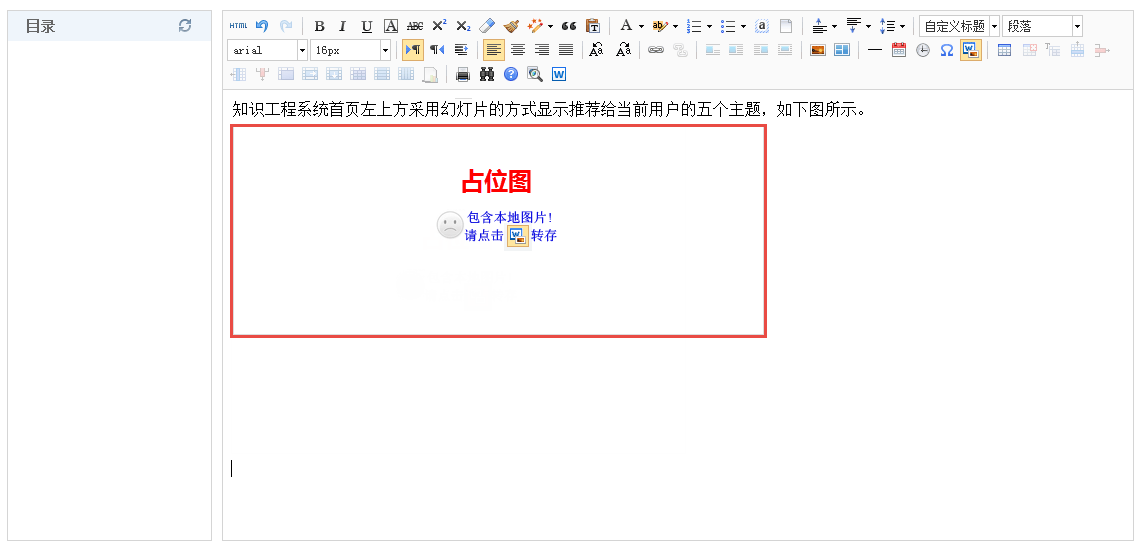 目录
HTML
B I U A ABC X² X₂
A ab a
自定义标题 段落
arial 16px
Aa Aa
Ω W
W
知识工程系统首页左上方采用幻灯片的方式显示推荐给当前用户的五个主题，如下图所示。
占位图
包含本地图片!
请点击 W 转存